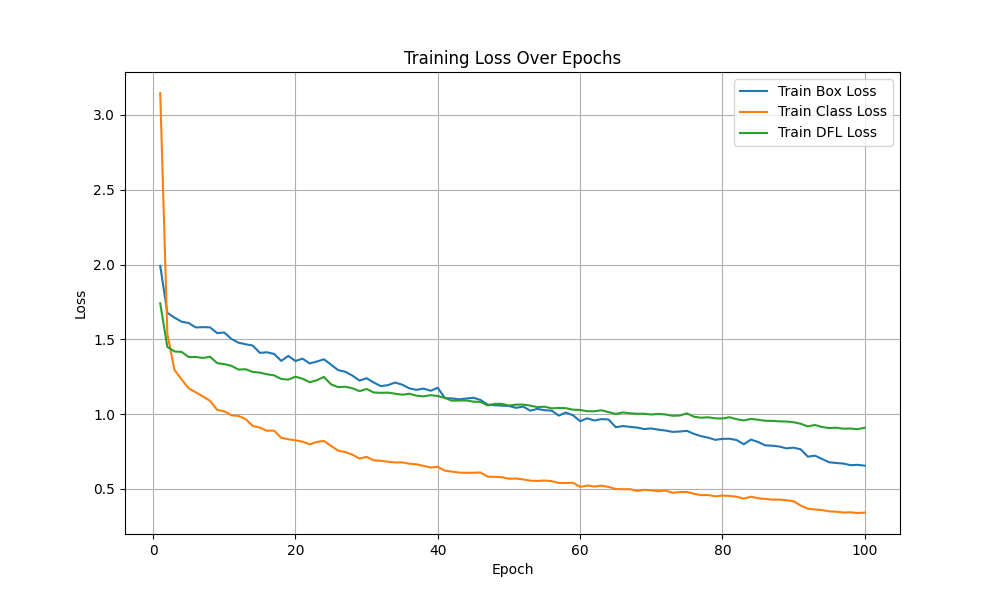 Training Loss Over Epochs
Train Box Loss
Train Class Loss
Train DFL Loss
3.0
2.5
2.0
1.5
1.0
0.5
Loss
0 20 40 60 80 100
Epoch